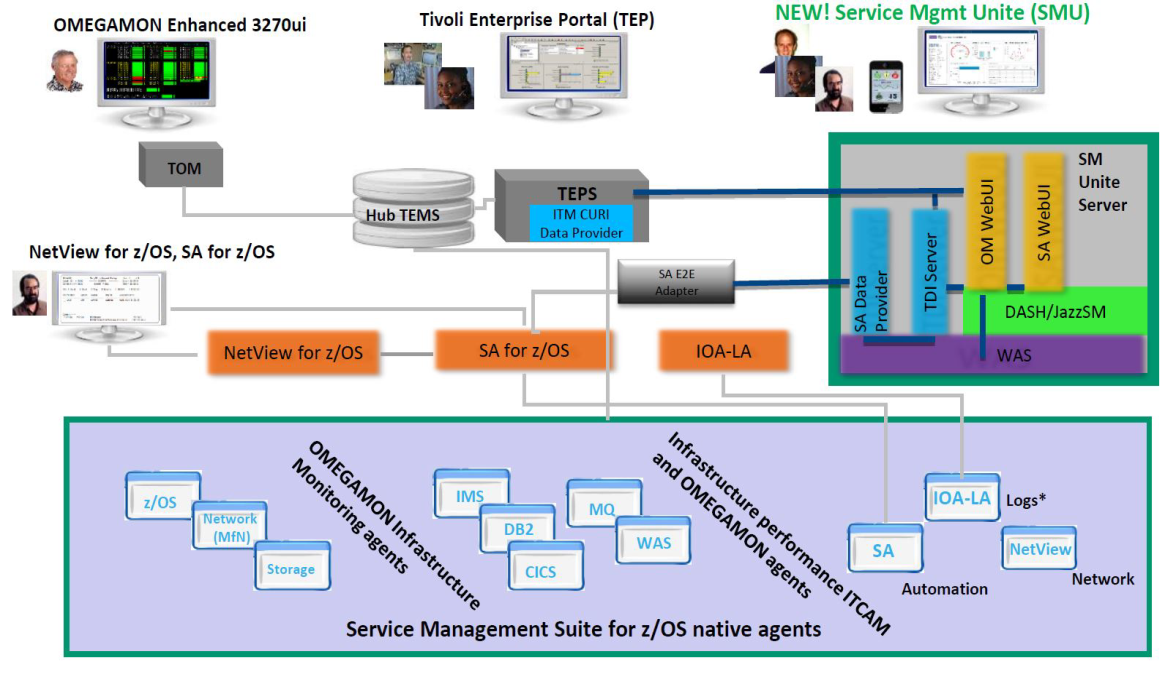 OMEGAMON Enhanced 3270ui
Tivoli Enterprise Portal (TEP)
NEW! Service Mgmt Unite (SMU)
TOM
Hub TEMS
TEPS
ITM CURI
Data Provider
SM
Unite
Server
OM WebUI
SA WebUI
SA Data
Provider
TDI Server
DASH/JazzSM
WAS
NetView for z/OS, SA for z/OS
SA E2E
Adapter
NetView for z/OS
SA for z/OS
IOA-LA
OMEGAMON Infrastructure
Monitoring agents
Infrastructure performance ITCAM
and OMEGAMON agents
z/OS
Network
(MfN)
Storage
IMS
DB2
CICS
MQ
WAS
IOA-LA
Logs*
SA
Automation
NetView
Network
Service Management Suite for z/OS native agents